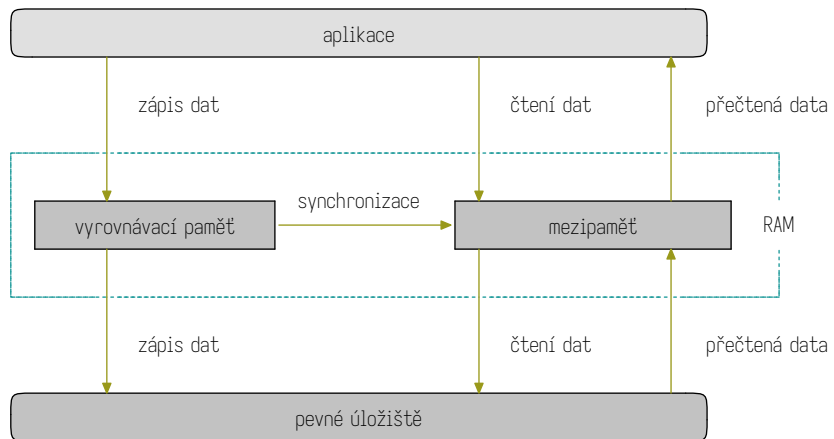 aplikace
zápis dat
čtení dat
přečtená data
synchronizace
vyrovnávací paměť
mezipaměť
RAM
zápis dat
čtení dat
přečtená data
pevné úložiště